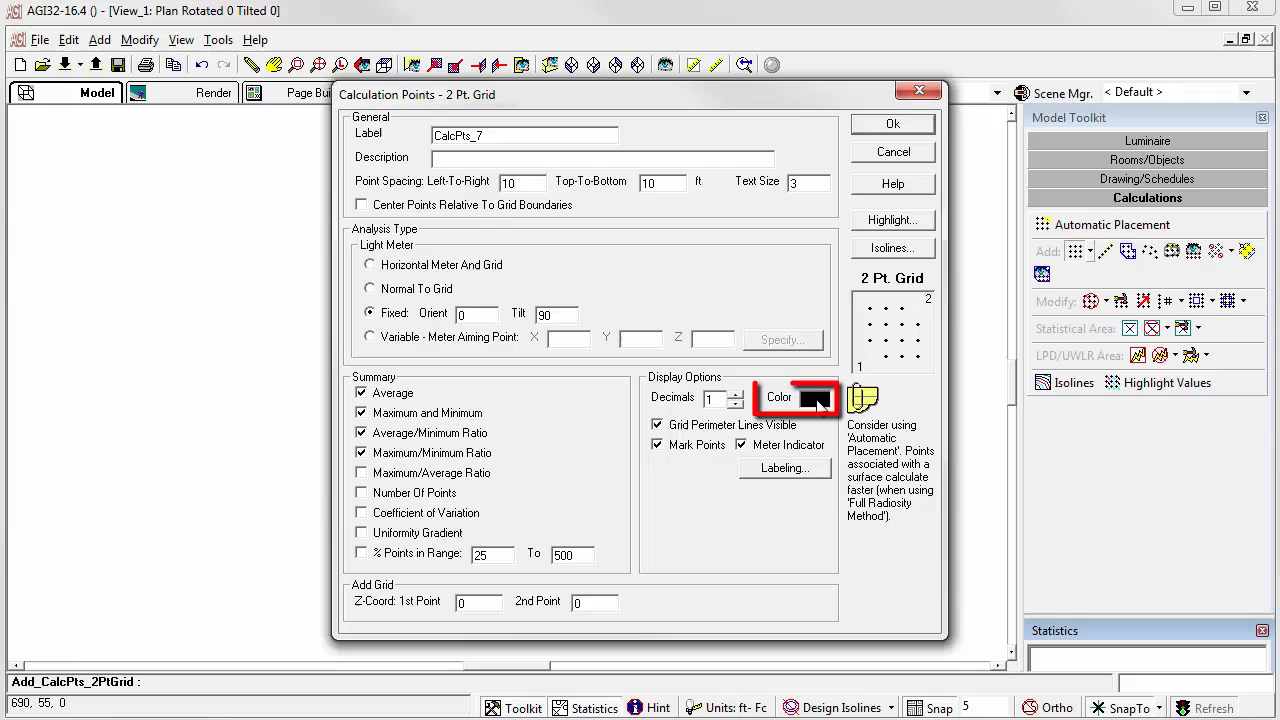 AGI32-16.4 () - [View_1: Plan Rotated 0 Tilted 0]
AGI File Edit Add Modify View Tools Help
Model Render Page Bu Scene Mgr. < Default >
Calculation Points - 2 Pt. Grid
General
Label CalcPts_7
Description
Point Spacing: Left-To-Right 10 Top-To-Bottom 10 ft Text Size 3
Center Points Relative To Grid Boundaries
Analysis Type
Light Meter
Horizontal Meter And Grid
Normal To Grid
Fixed: Orient 0 Tilt 90
Variable - Meter Aiming Point: X Y Z Specify...
Summary
Average
Maximum and Minimum
Average/Minimum Ratio
Maximum/Minimum Ratio
Maximum/Average Ratio
Number Of Points
Coefficient of Variation
Uniformity Gradient
% Points in Range: 25 To 500
Display Options
Decimals 1 Color
Grid Perimeter Lines Visible
Mark Points Meter Indicator
Labeling...
Add Grid
Z-Coord: 1st Point 0 2nd Point 0
Ok
Cancel
Help
Highlight...
Isolines...
2 Pt. Grid
2
1
Consider using
'Automatic
Placement'. Points
associated with a
surface calculate
faster (when using
'Full Radiosity
Method').
Model Toolkit
Luminaire
Rooms/Objects
Drawing/Schedules
Calculations
Automatic Placement
Add:
Modify:
Statistical Area:
LPD/UWLR Area:
Isolines Highlight Values
Statistics
Add_CalcPts_2PtGrid :
690, 55, 0 Toolkit Statistics Hint Units: ft- Fc Design Isolines Snap 5 Ortho SnapTo Refresh